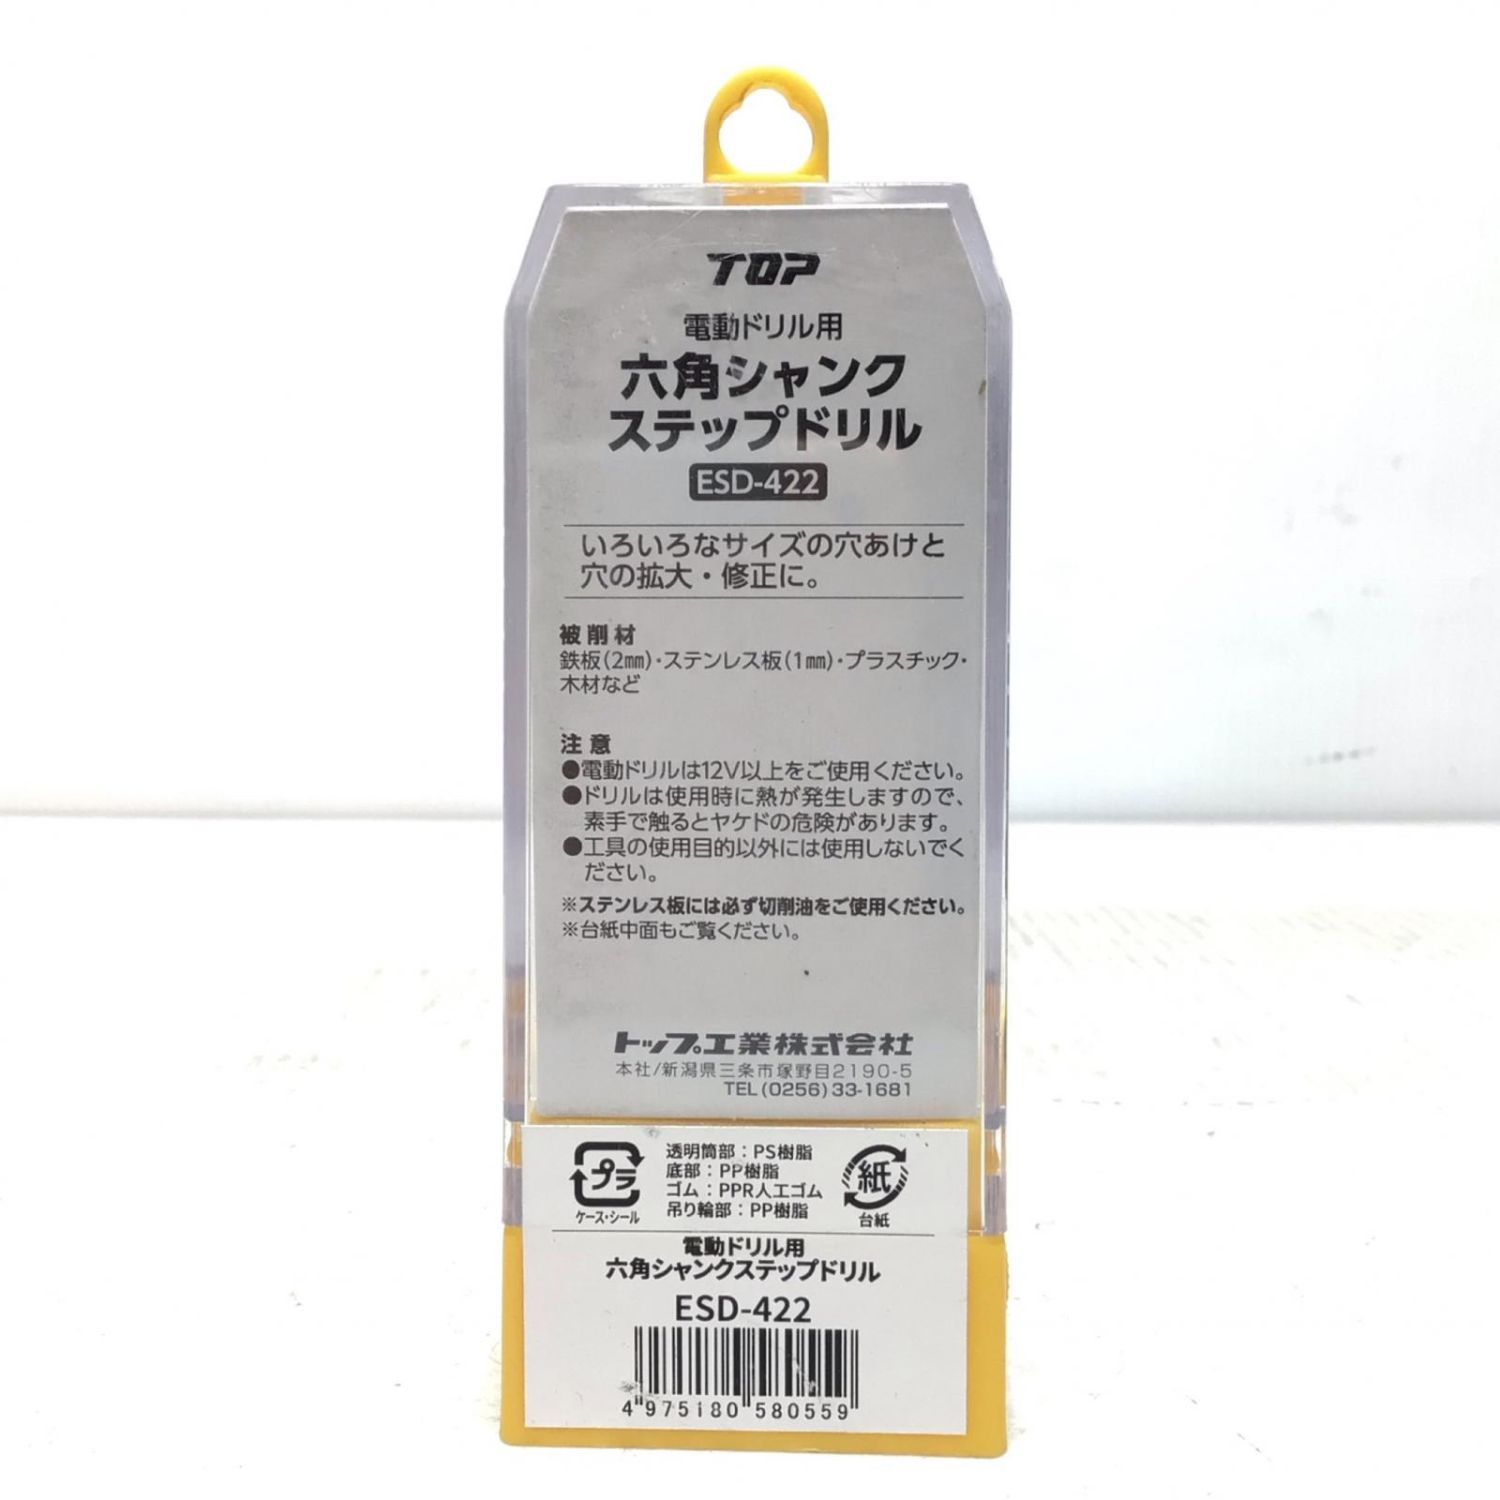 TOP
電動ドリル用
六角シャンク
ステップドリル
ESD-422
いろいろなサイズの穴あけと
穴の拡大・修正に。
被削材
鉄板(2㎜)・ステンレス板(1㎜)・プラスチック・
木材など
注意
●電動ドリルは12V以上をご使用ください。
●ドリルは使用時に熱が発生しますので、
素手で触るとヤケドの危険があります。
●工具の使用目的以外には使用しないでく
ださい。
※ステンレス板には必ず切削油をご使用ください。
※台紙中面もご覧ください。
トップ工業株式会社
本社/新潟県三条市塚野目2190-5
TEL(0256)33-1681
プラ
ケース・シール
透明筒部：PS樹脂
底部：PP樹脂
ゴム：PPR人工ゴム
吊り輪部：PP樹脂
紙
台紙
電動ドリル用
六角シャンクステップドリル
ESD-422
4 975180 580559